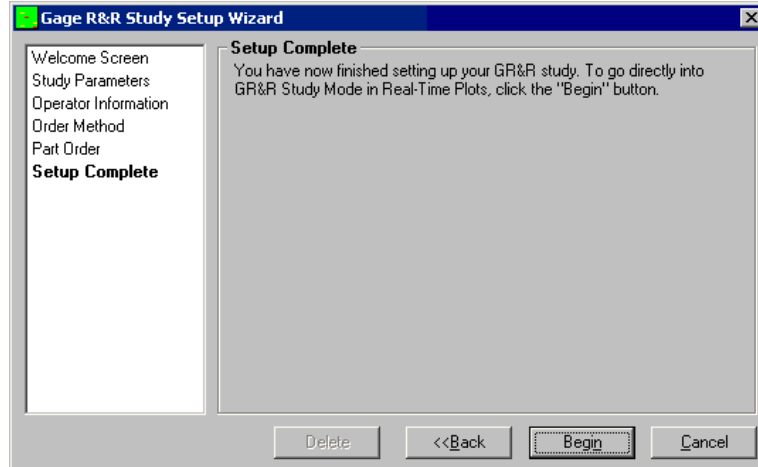 Gage R&R Study Setup Wizard
Welcome Screen
Study Parameters
Operator Information
Order Method
Part Order
Setup Complete
Setup Complete
You have now finished setting up your GR&R study. To go directly into
GR&R Study Mode in Real-Time Plots, click the "Begin" button.
Delete
<<Back
Begin
Cancel